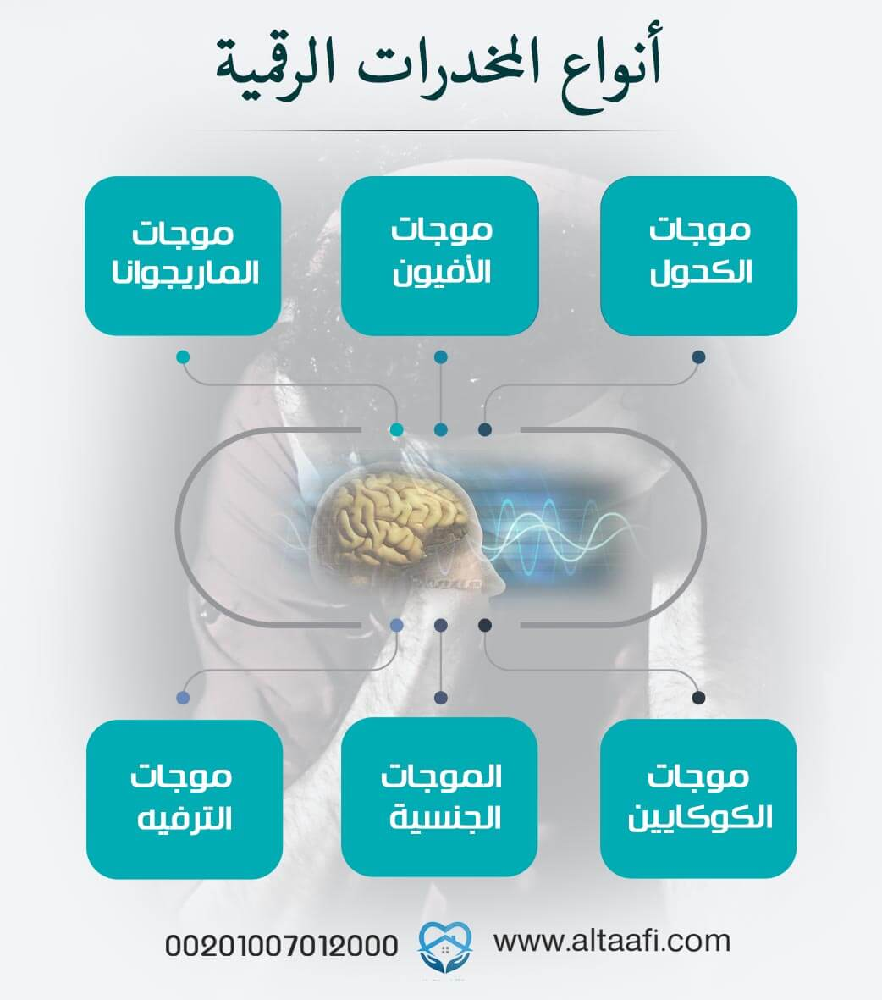 أنواع المخدرات الرقمية
موجات
الكحول
موجات
الأفيون
موجات
الماريجوانا
موجات
الكوكايين
الموجات
الجنسية
موجات
الترفيه
www.altaafi.com
00201007012000